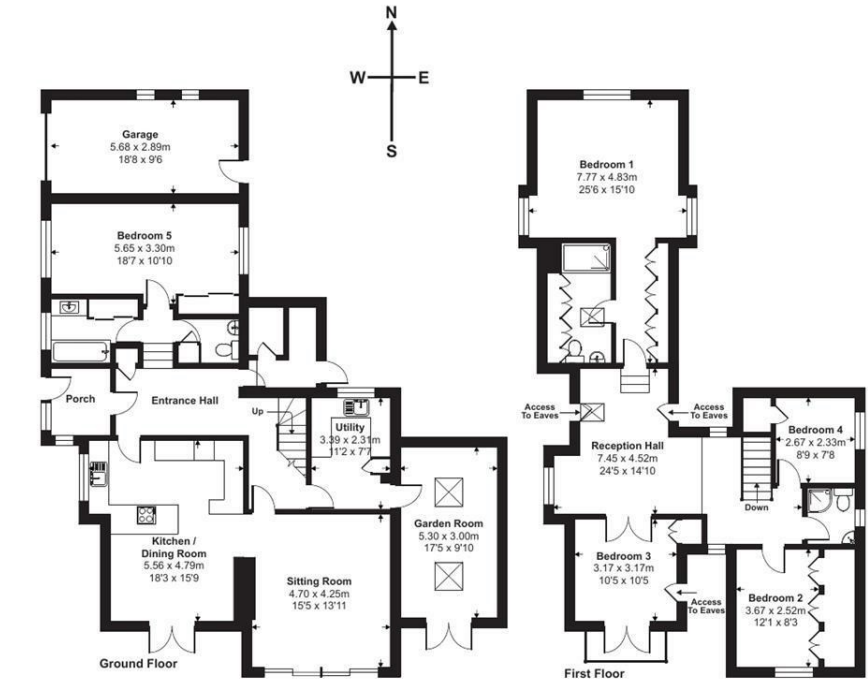 N
W
E
S
Garage
5.68 x 2.89m
18'8 x 9'6
Bedroom 5
5.65 x 3.30m
18'7 x 10'10
Porch
Entrance Hall
Up
Utility
3.39 x 2.31m
11'2 x 7'7
Kitchen /
Dining Room
5.56 x 4.79m
18'3 x 15'9
Sitting Room
4.70 x 4.25m
15'5 x 13'11
Garden Room
5.30 x 3.00m
17'5 x 9'10
Ground Floor
Bedroom 1
7.77 x 4.83m
25'6 x 15'10
Access
To Eaves
Access
To Eaves
Reception Hall
7.45 x 4.52m
24'5 x 14'10
Bedroom 4
2.67 x 2.33m
8'9 x 7'8
Down
Bedroom 3
3.17 x 3.17m
10'5 x 10'5
Access
To Eaves
Bedroom 2
3.67 x 2.52m
12'1 x 8'3
First Floor